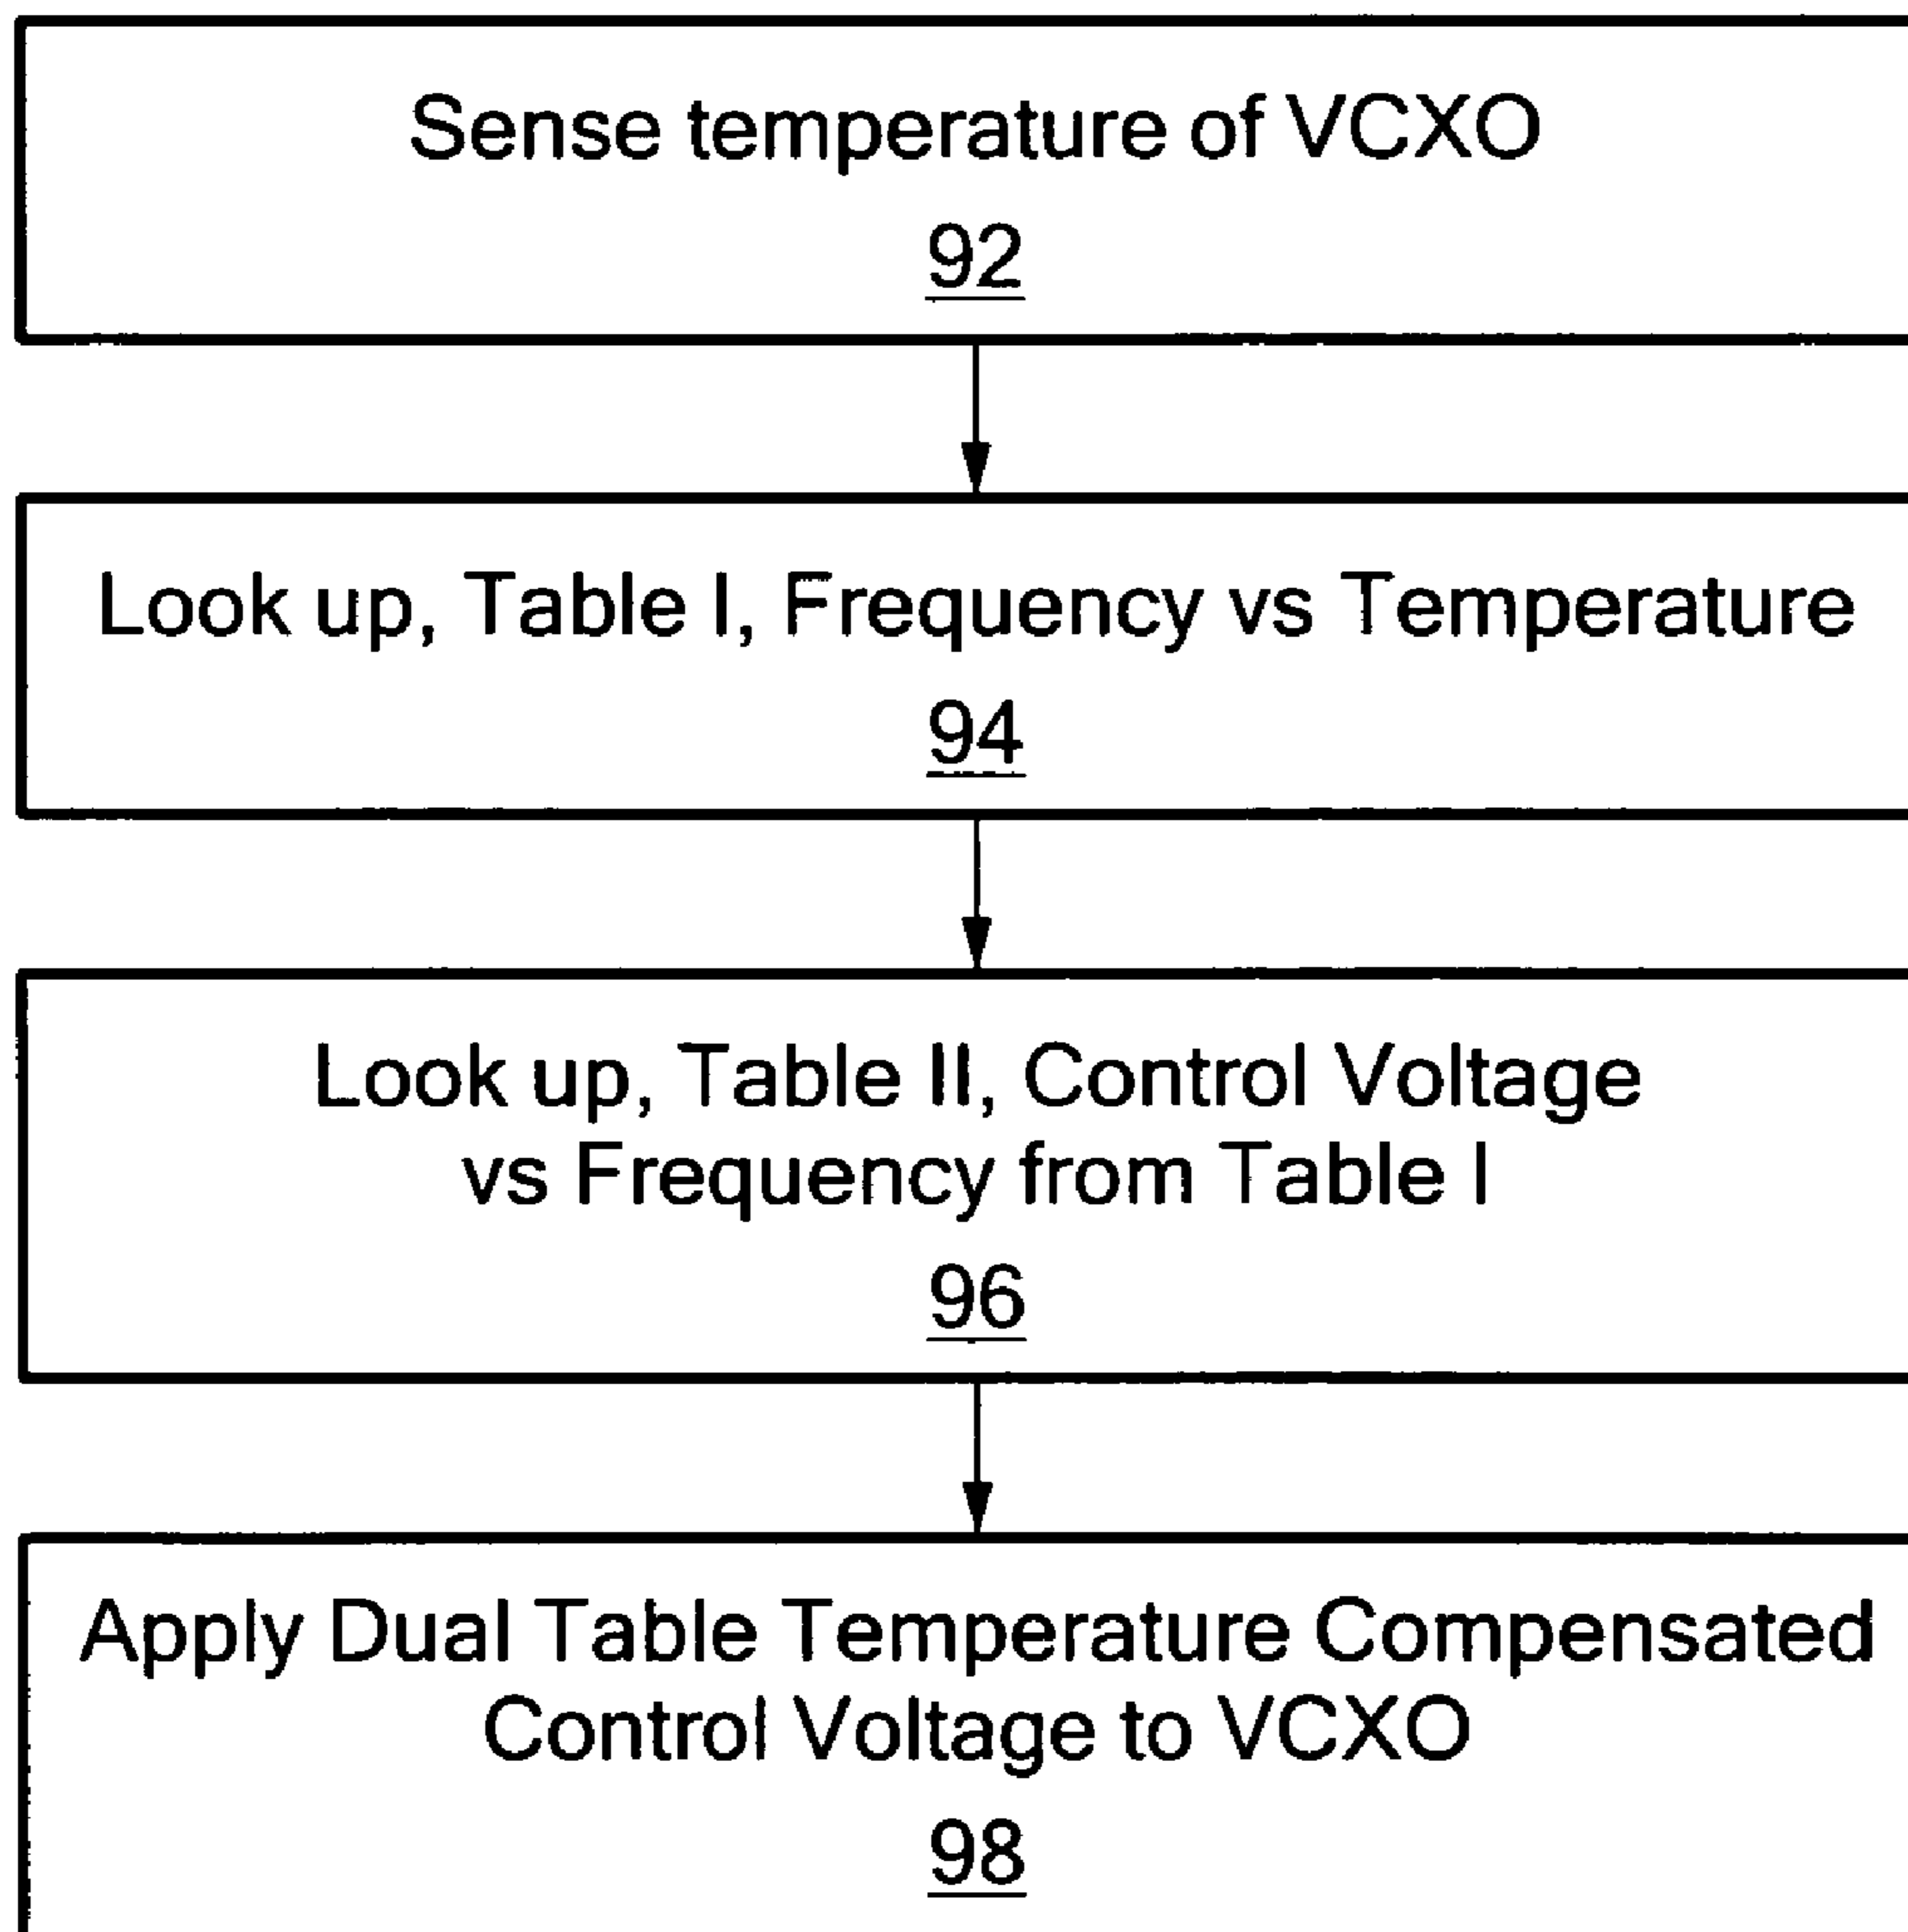 Sense temperature of VCXO
92
Look up, Table I, Frequency vs Temperature
94
Look up, Table II, Control Voltage
vs Frequency from Table I
96
Apply Dual Table Temperature Compensated
Control Voltage to VCXO
98